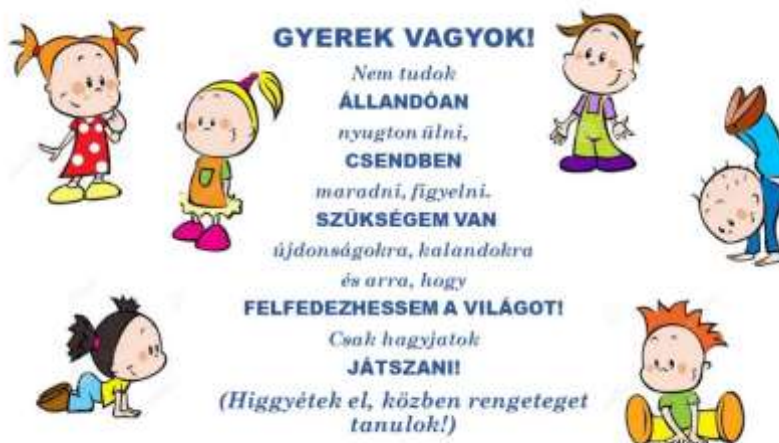 GYEREK VAGYOK!
Nem tudok
ÁLLANDÓAN
nyugton ülni,
CSENDBEN
maradni, figyelni.
SZÜKSÉGEM VAN
újdonságokra, kalandokra
és arra, hogy
FELFEDEZHESSEM A VILÁGOT!
Csak hagyjatok
JÁTSZANI!
(Higgyétek el, közben rengeteget
tanulok!)